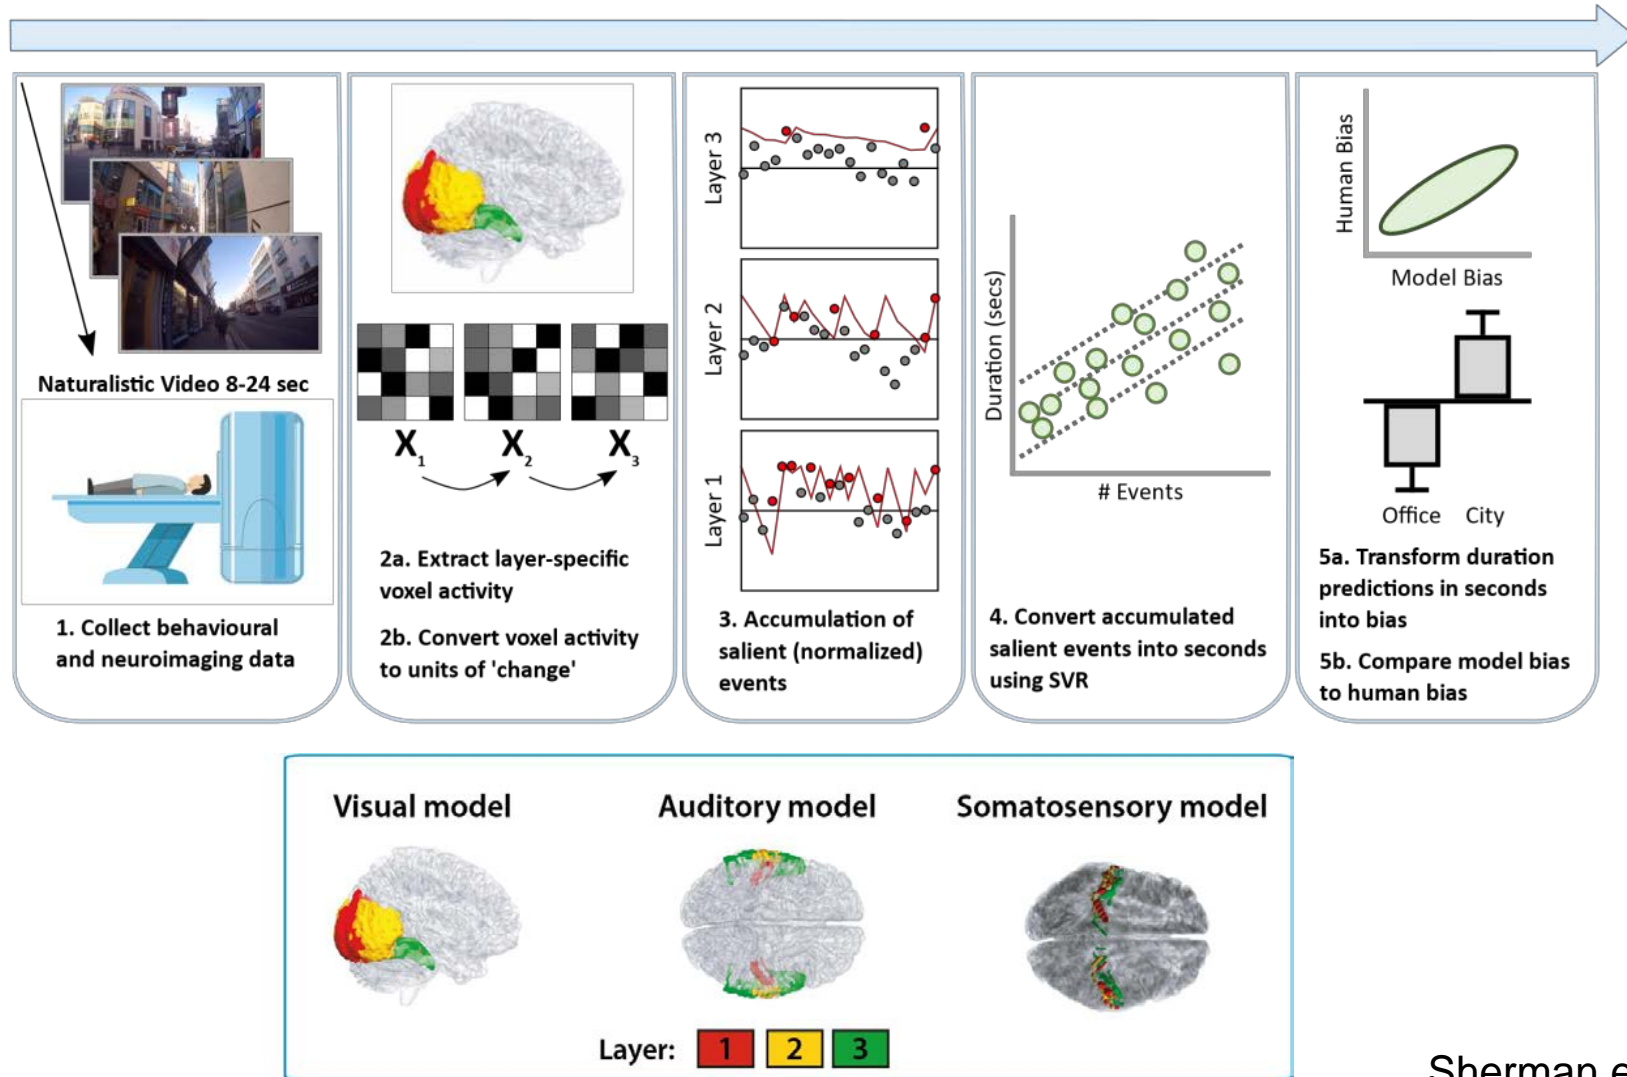 Naturalistic Video 8-24 sec
1. Collect behavioural
and neuroimaging data
X1
X2
X3
2a. Extract layer-specific
voxel activity
2b. Convert voxel activity
to units of 'change'
Layer 3
Layer 2
Layer 1
3. Accumulation of
salient (normalized)
events
Duration (secs)
# Events
4. Convert accumulated
salient events into seconds
using SVR
Human Bias
Model Bias
Office City
5a. Transform duration
predictions in seconds
into bias
5b. Compare model bias
to human bias
Visual model
Auditory model
Somatosensory model
Layer: 1 2 3
Sherman e